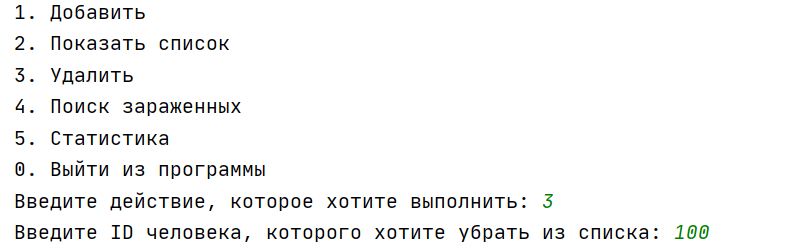 1. Добавить
2. Показать список
3. Удалить
4. Поиск зараженных
5. Статистика
0. Выйти из программы
Введите действие, которое хотите выполнить: 3
Введите ID человека, которого хотите убрать из списка: 100